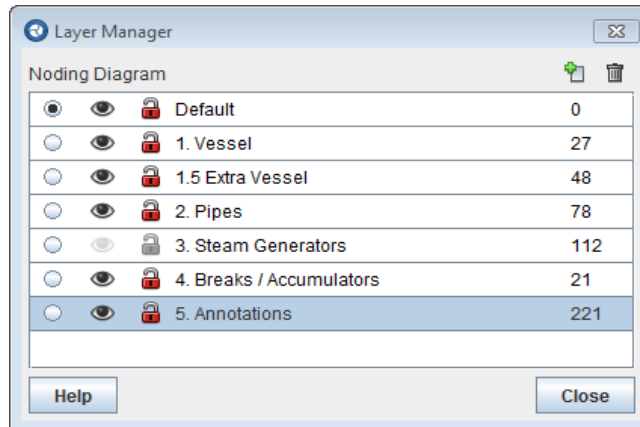 Layer Manager
Noding Diagram
Default 0
1. Vessel 27
1.5 Extra Vessel 48
2. Pipes 78
3. Steam Generators 112
4. Breaks / Accumulators 21
5. Annotations 221
Help Close